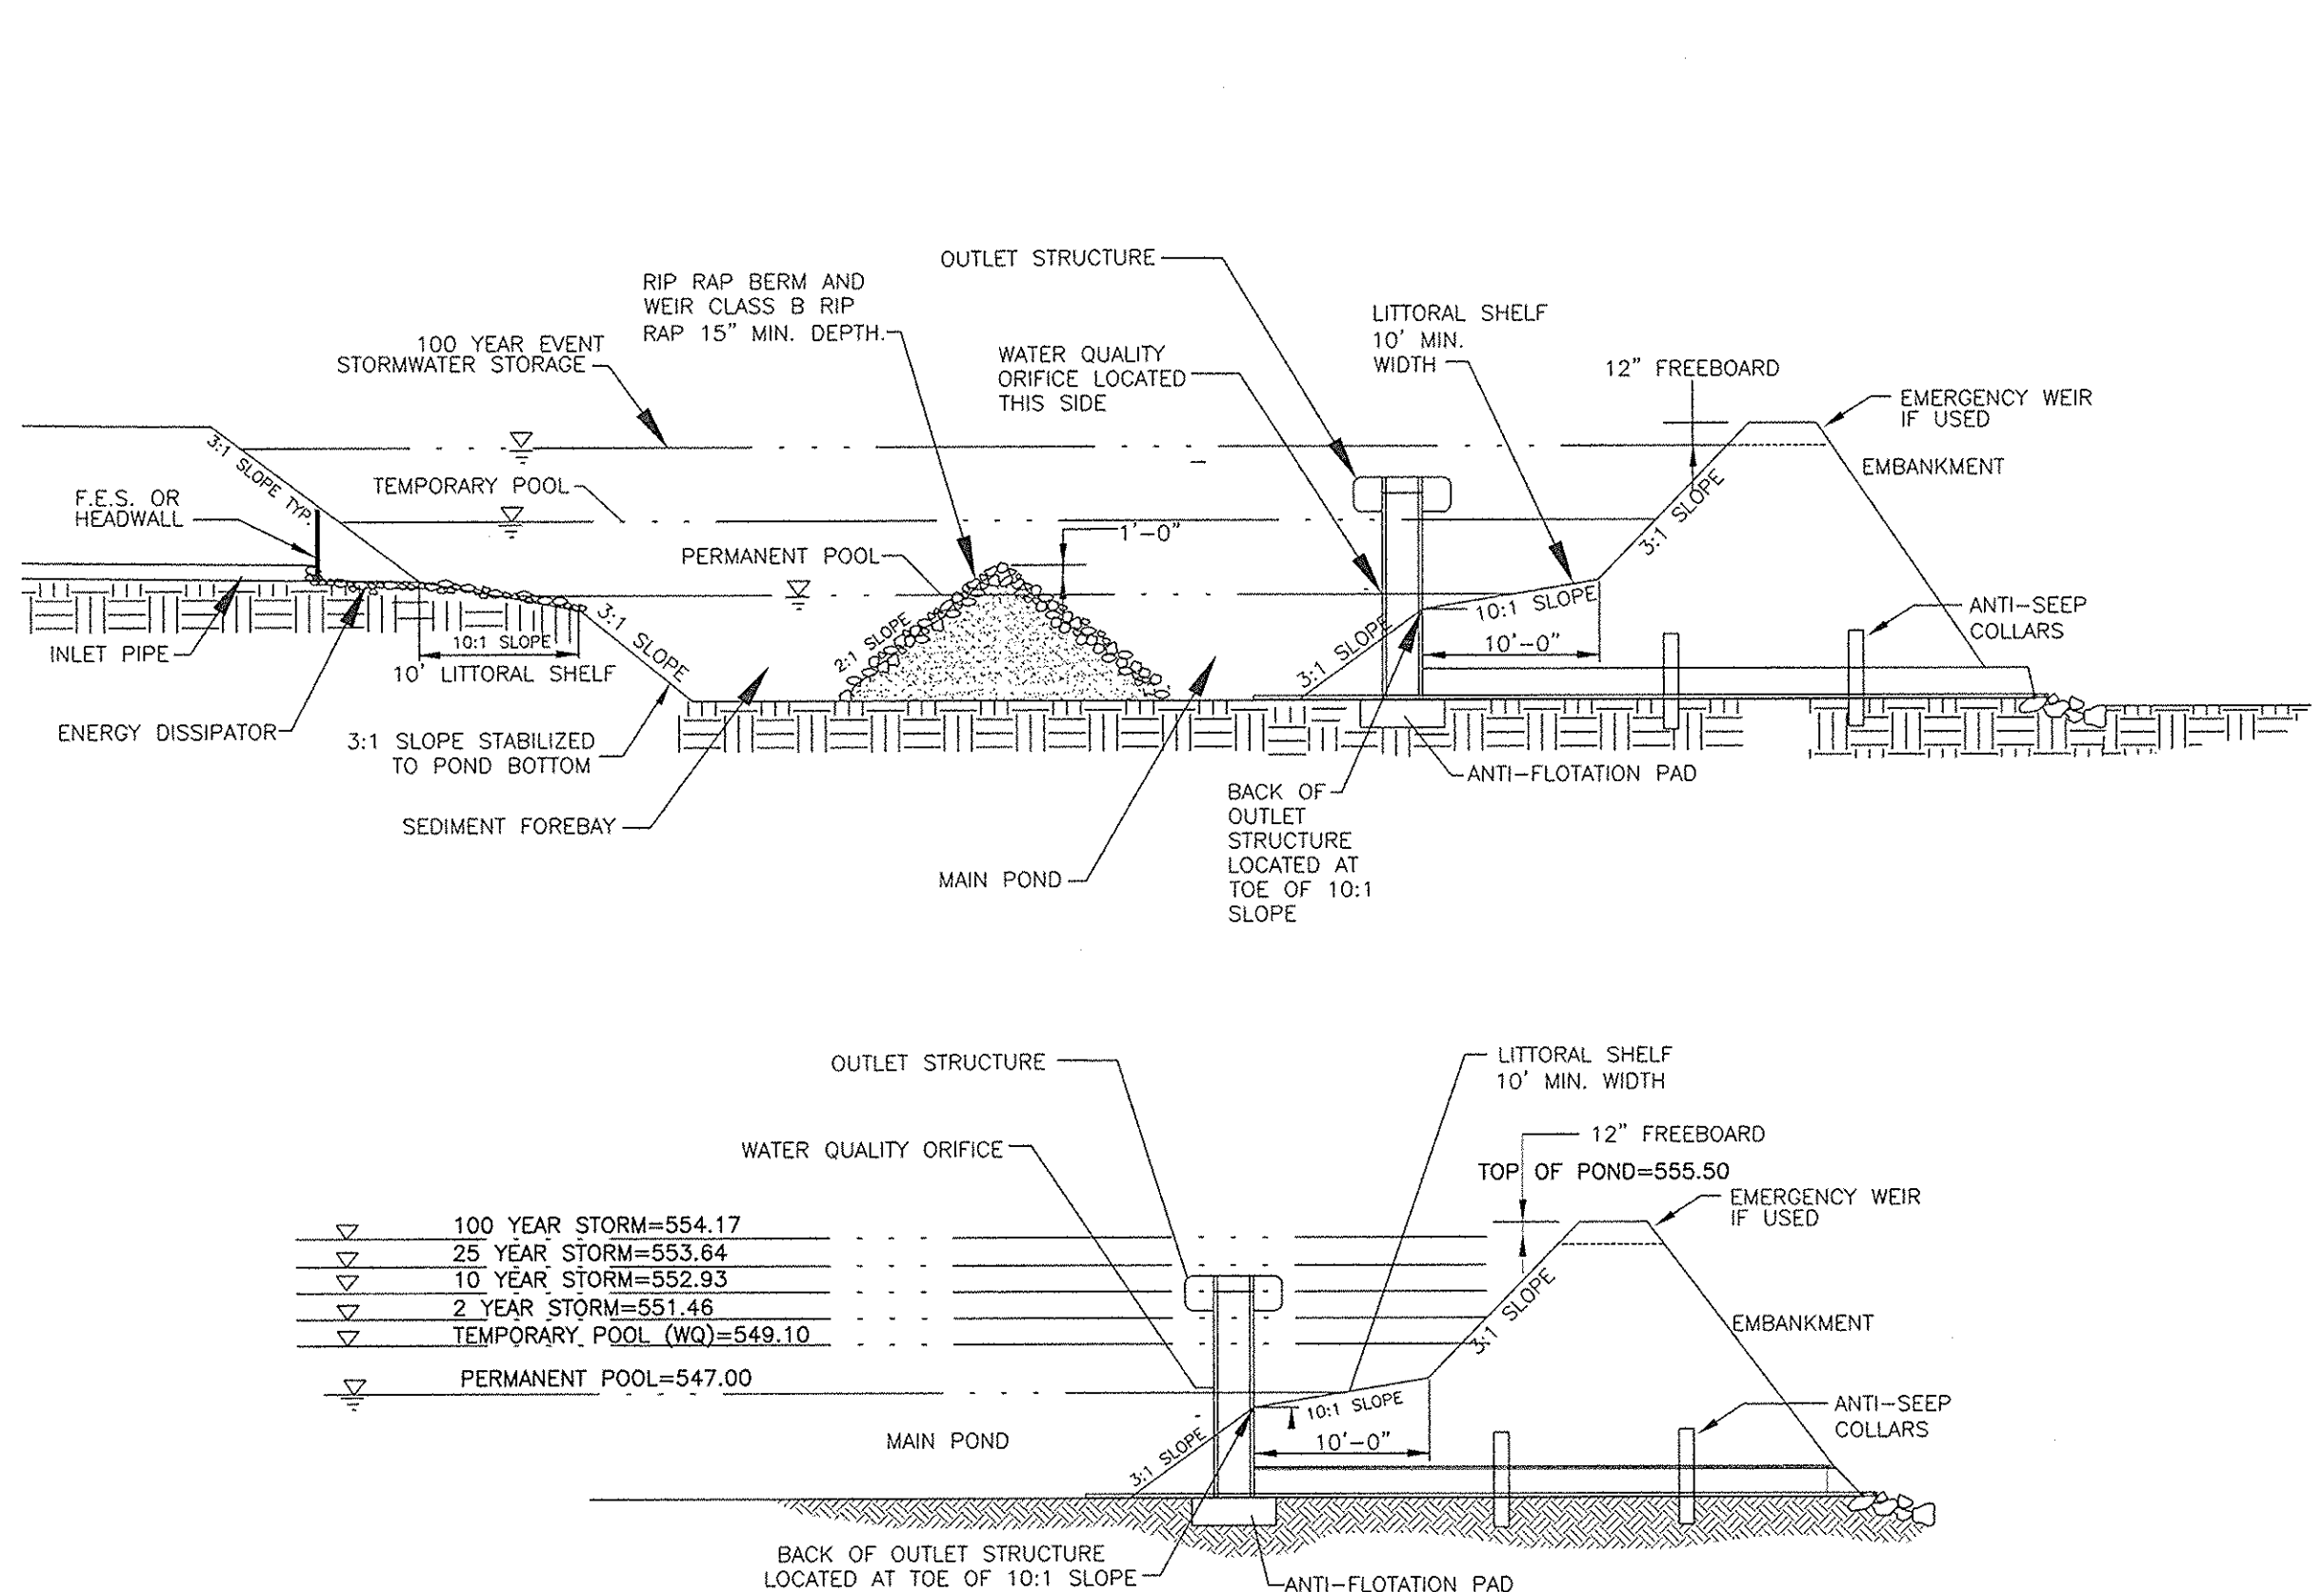 OUTLET STRUCTURE
RIP RAP BERM AND
WEIR CLASS B RIP
RAP 15" MIN. DEPTH.
LITTORAL SHELF
10' MIN.
WIDTH
100 YEAR EVENT
STORMWATER STORAGE
WATER QUALITY
ORIFICE LOCATED
THIS SIDE
12" FREEBOARD
EMERGENCY WEIR
IF USED
3:1 SLOPE TYP.
EMBANKMENT
TEMPORARY POOL
F.E.S. OR
HEADWALL
3:1 SLOPE
1'-0"
PERMANENT POOL
10:1 SLOPE
ANTI-SEEP
COLLARS
3:1 SLOPE
2:1 SLOPE
3:1 SLOPE
10:1 SLOPE
10'-0"
INLET PIPE
10' LITTORAL SHELF
ENERGY DISSIPATOR
3:1 SLOPE STABILIZED
TO POND BOTTOM
ANTI-FLOTATION PAD
BACK OF
OUTLET
STRUCTURE
LOCATED AT
TOE OF 10:1
SLOPE
SEDIMENT FOREBAY
MAIN POND
OUTLET STRUCTURE
LITTORAL SHELF
10' MIN. WIDTH
WATER QUALITY ORIFICE
12" FREEBOARD
TOP OF POND=555.50
EMERGENCY WEIR
IF USED
100 YEAR STORM=554.17
25 YEAR STORM=553.64
10 YEAR STORM=552.93
2 YEAR STORM=551.46
TEMPORARY POOL (WQ)=549.10
3:1 SLOPE
EMBANKMENT
PERMANENT POOL=547.00
10:1 SLOPE
ANTI-SEEP
COLLARS
MAIN POND
3:1 SLOPE
10'-0"
BACK OF OUTLET STRUCTURE
LOCATED AT TOE OF 10:1 SLOPE
ANTI-FLOTATION PAD